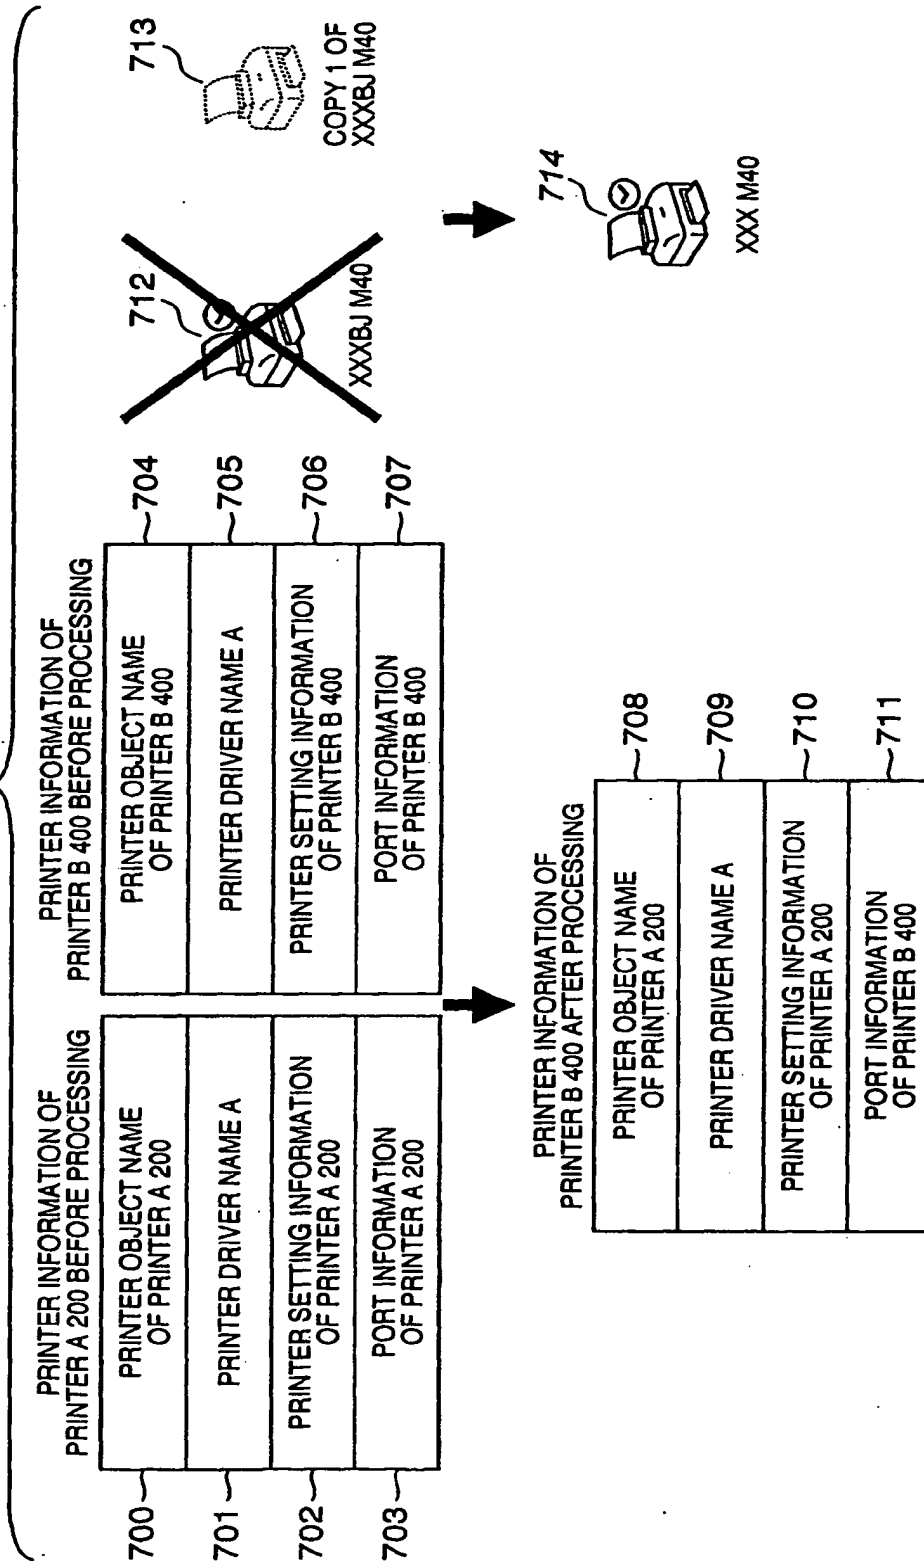 PRINTER INFORMATION OF
PRINTER A 200 BEFORE PROCESSING
700
PRINTER OBJECT NAME
OF PRINTER A 200
701
PRINTER DRIVER NAME A
702
PRINTER SETTING INFORMATION
OF PRINTER A 200
703
PORT INFORMATION
OF PRINTER A 200
PRINTER INFORMATION OF
PRINTER B 400 BEFORE PROCESSING
PRINTER OBJECT NAME
OF PRINTER B 400
704
PRINTER DRIVER NAME A
705
PRINTER SETTING INFORMATION
OF PRINTER B 400
706
PORT INFORMATION
OF PRINTER B 400
707
712
XXXBJ M40
713
COPY 1 OF
XXXBJ M40
PRINTER INFORMATION OF
PRINTER B 400 AFTER PROCESSING
PRINTER OBJECT NAME
OF PRINTER A 200
708
PRINTER DRIVER NAME A
709
PRINTER SETTING INFORMATION
OF PRINTER A 200
710
PORT INFORMATION
OF PRINTER B 400
711
714
XXX M40